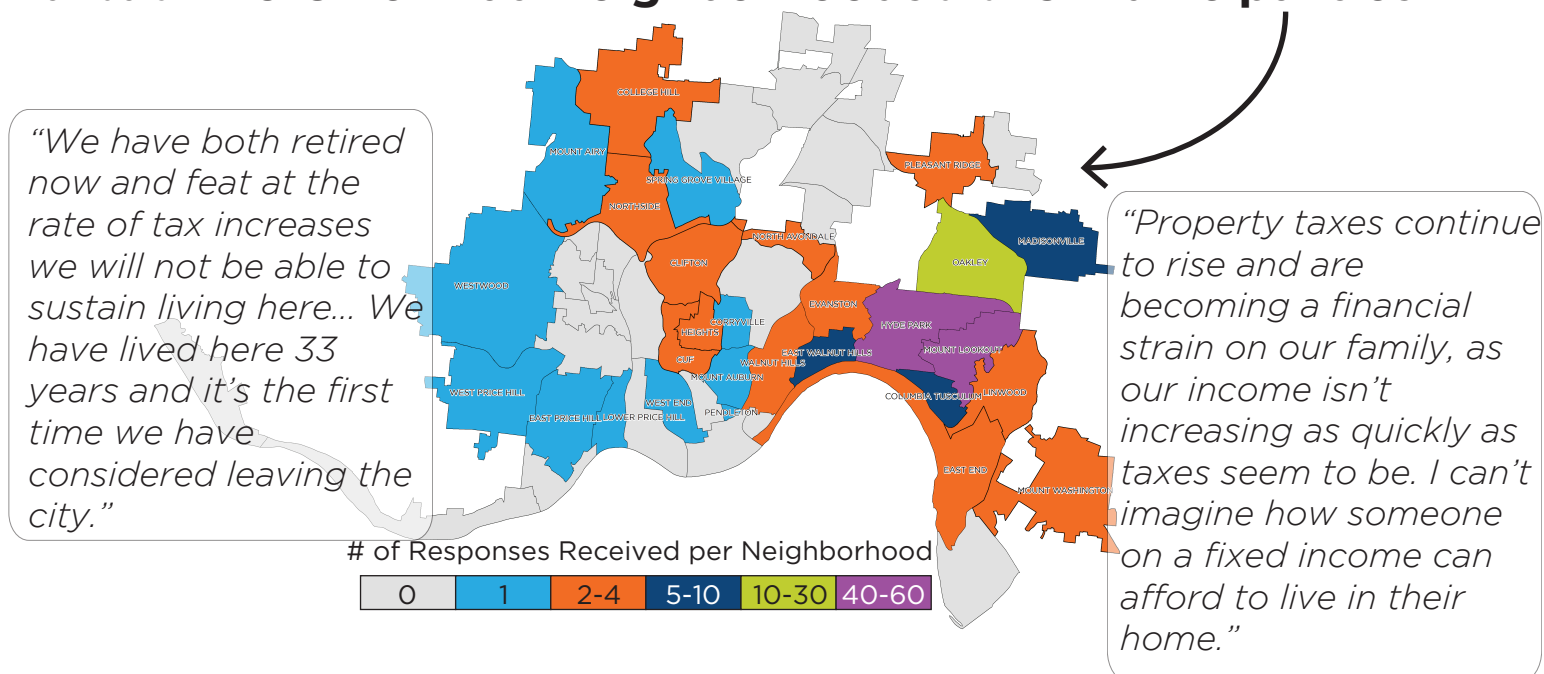 COLLEGE HILL
MOUNT AIRY
SPRING GROVE VILLAGE
PLEASANT RIDGE
NORTHSIDE
NORTH AVONDALE
MADISONVILLE
CLIFTON
OAKLEY
WESTWOOD
EVANSTON
CORRYVILLE
HYDE PARK
HEIGHTS
MOUNT LOOKOUT
EAST WALNUT HILLS
CUF
WALNUT HILLS
MOUNT AUBURN
WEST PRICE HILL
COLUMBIA TUSCULUM
LINWOOD
WEST END
PENDLETON
EAST PRICE HILL
LOWER PRICE HILL
EAST END
MOUNT WASHINGTON
“We have both retired
now and feat at the
rate of tax increases
we will not be able to
sustain living here... We
have lived here 33
years and it’s the first
time we have
considered leaving the
city.”
“Property taxes continue
to rise and are
becoming a financial
strain on our family, as
our income isn’t
increasing as quickly as
taxes seem to be. I can’t
imagine how someone
on a fixed income can
afford to live in their
home.”
# of Responses Received per Neighborhood
0
1
2-4
5-10
10-30
40-60